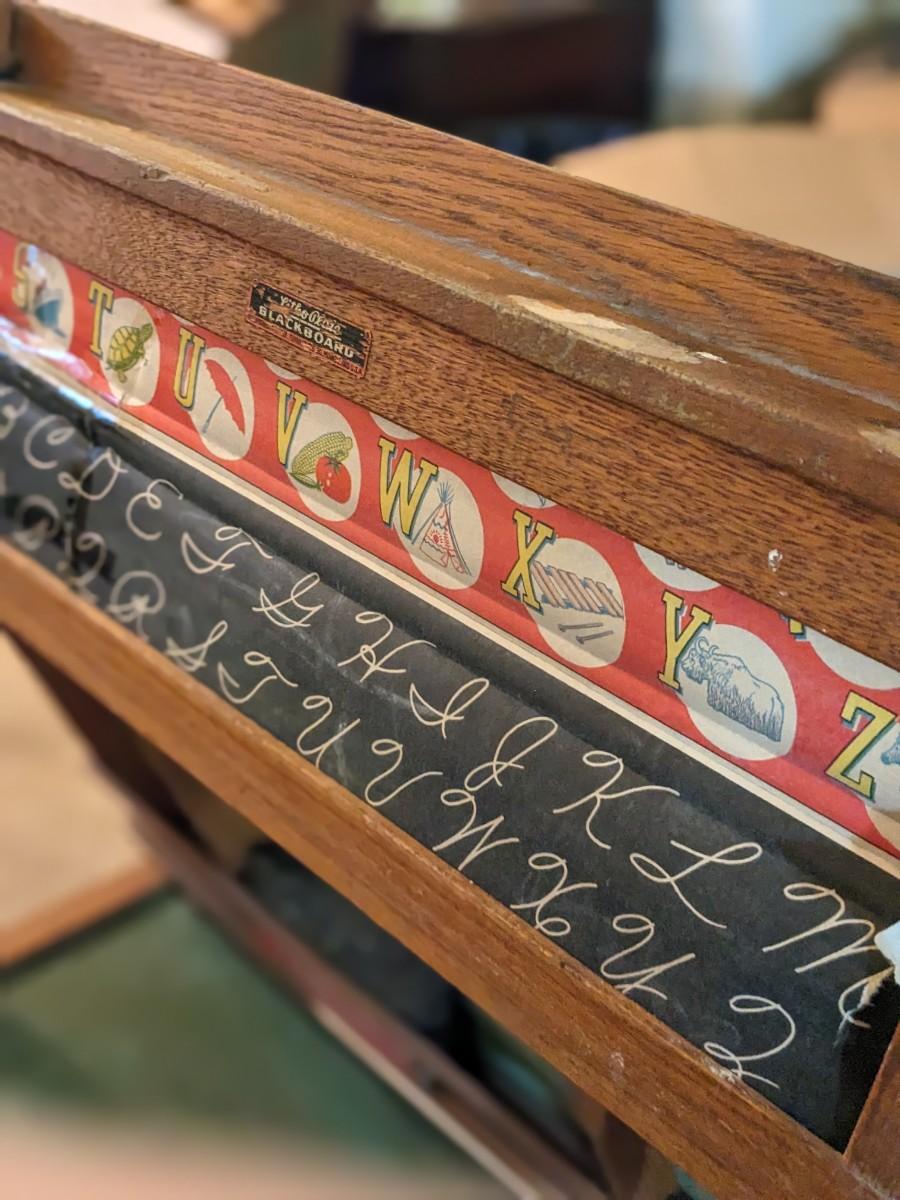 BLACKBOARD
S T U V W X Y Z
B C D E F G H I J K L M
Q R S T U V W X Y Z